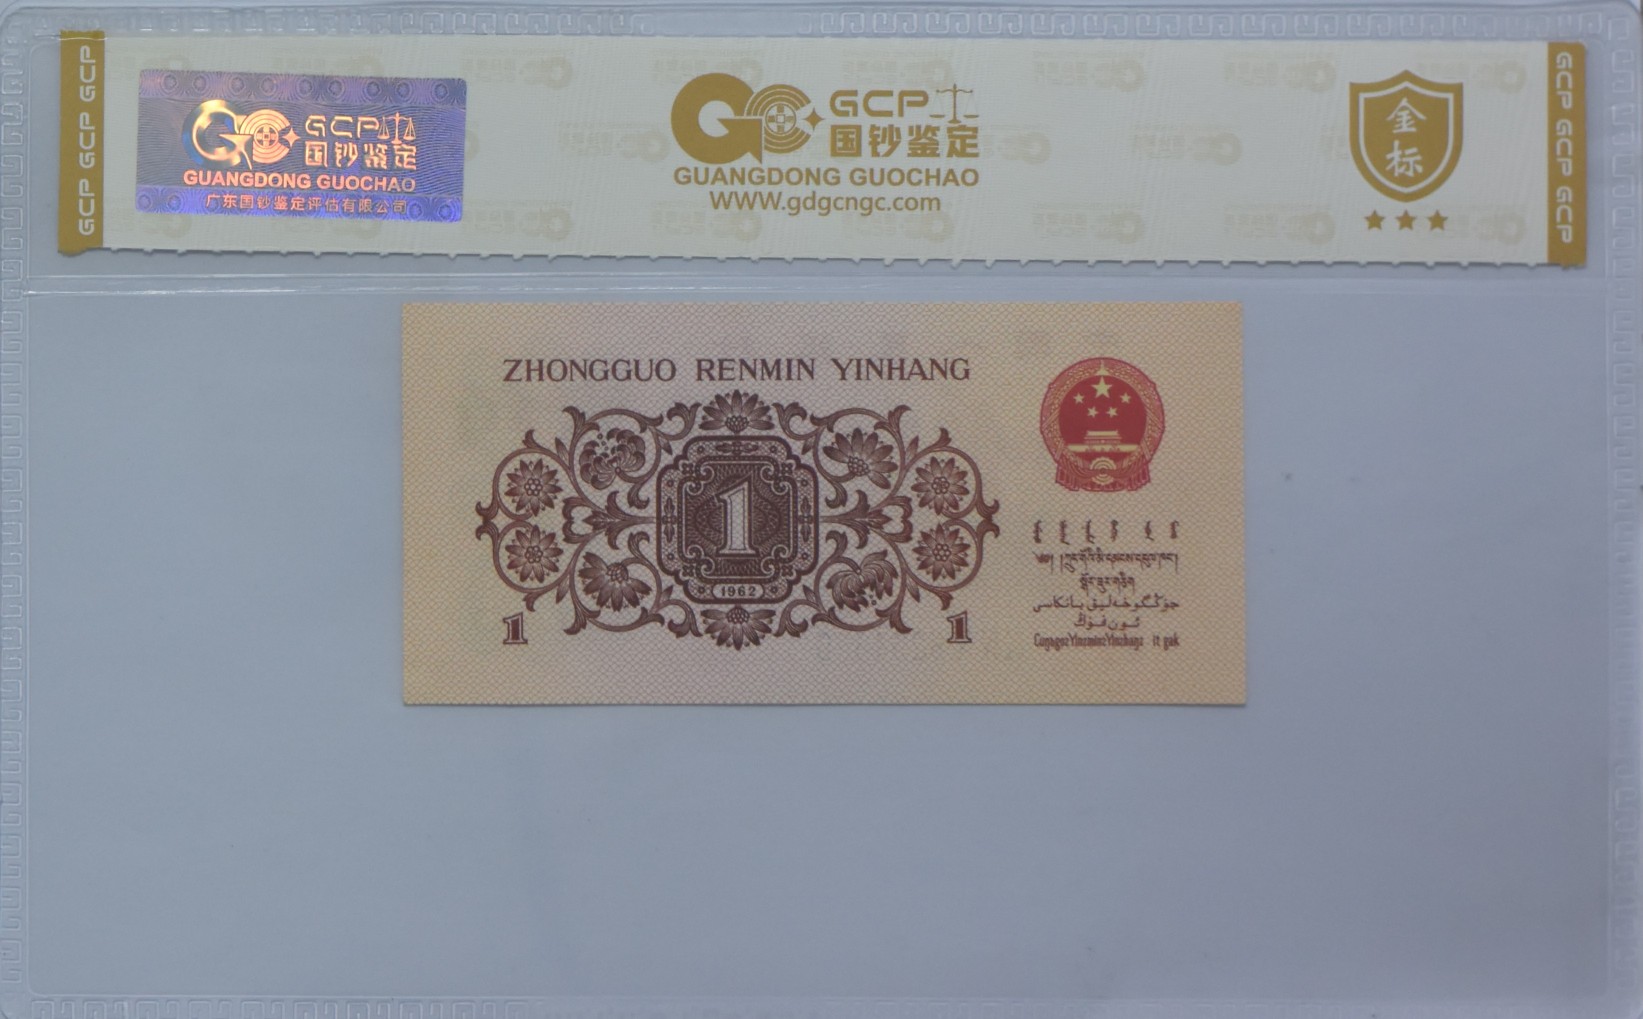 GCP GCP GCP
GCP
国钞鉴定
GUANGDONG GUOCHAO
广东国钞鉴定评估有限公司
GCP
国钞鉴定
GUANGDONG GUOCHAO
www.gdgcngc.com
金标
GCP GCP GCP
ZHONGGUO RENMIN YINHANG
1
1962
1
1